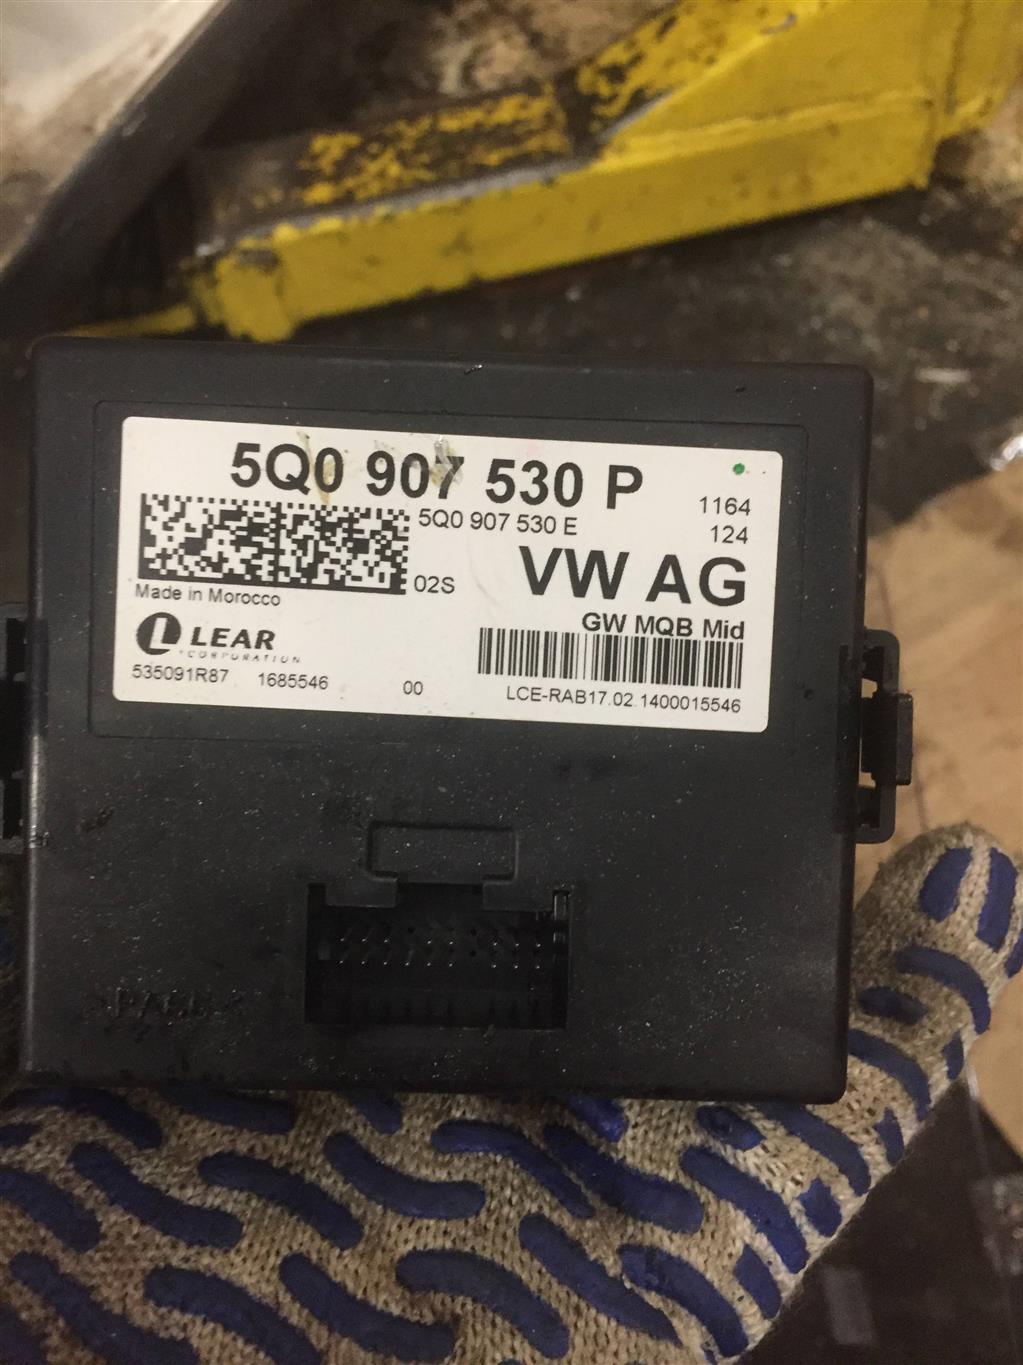 5Q0 907 530 P
1164
5Q0 907 530 E
124
02S
VW AG
Made in Morocco
GW MQB Mid
LEAR
CORPORATION
535091R87 1685546 00
LCE-RAB17.02.1400015546